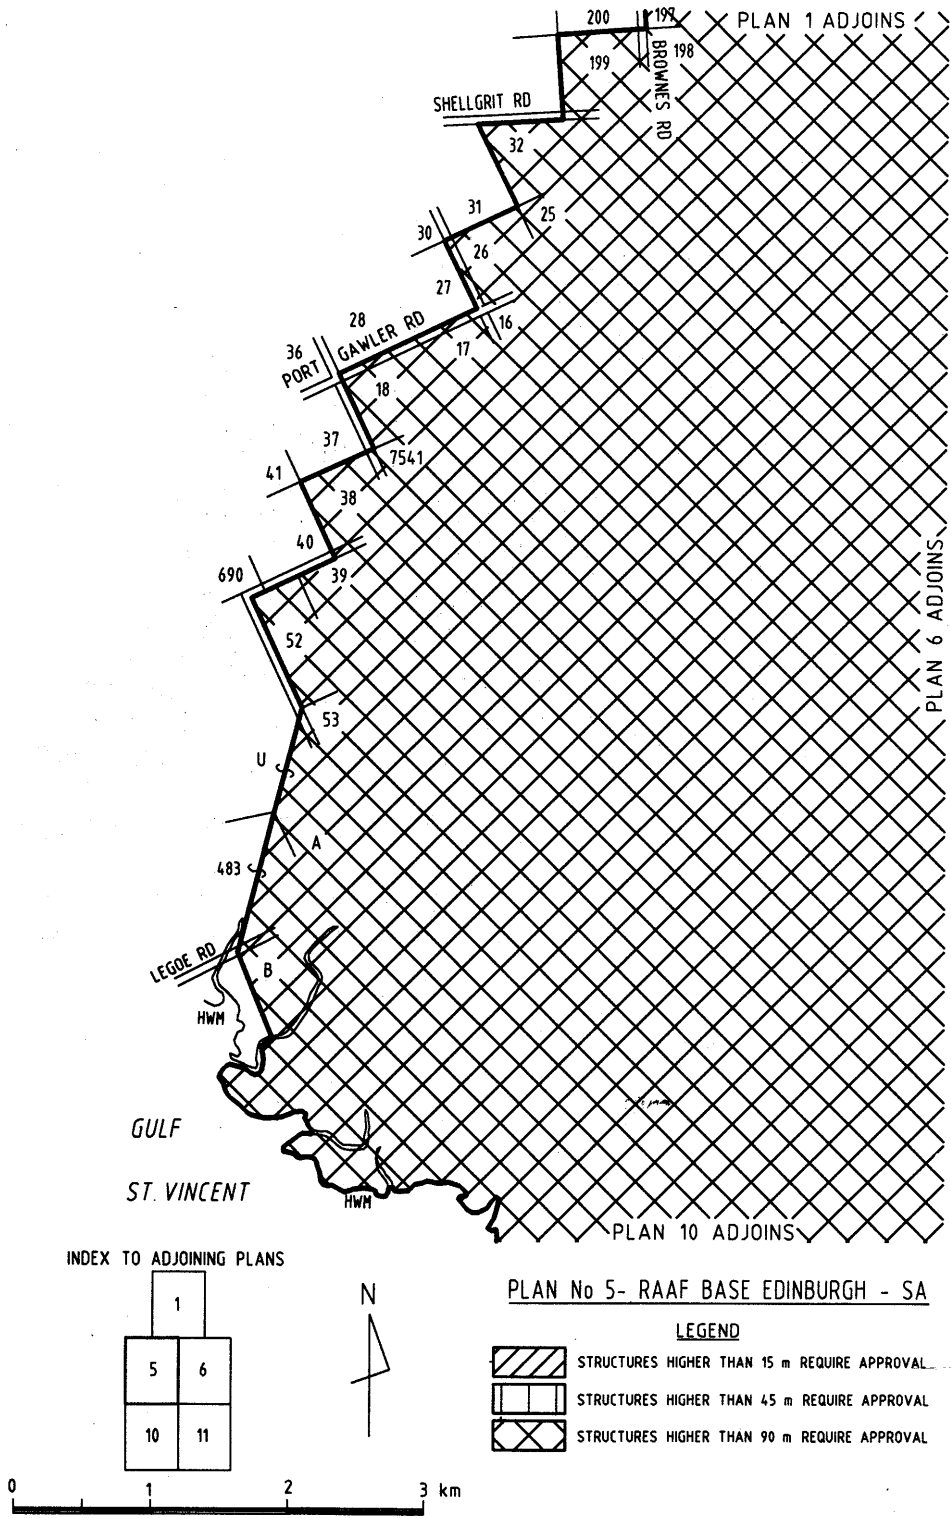 200
197
PLAN 1 ADJOINS
199
BROWNES RD
198
SHELLGRIT RD
32
31
25
30
26
27
16
28
PORT GAWLER RD
17
36
18
37
7541
41
38
40
39
690
52
PLAN 6 ADJOINS
53
U
A
483
LEGOE RD
B
HWM
GULF
ST. VINCENT
HWM
PLAN 10 ADJOINS
INDEX TO ADJOINING PLANS
1
5 6
10 11
N
PLAN No 5- RAAF BASE EDINBURGH - SA
LEGEND
STRUCTURES HIGHER THAN 15 m REQUIRE APPROVAL
STRUCTURES HIGHER THAN 45 m REQUIRE APPROVAL
STRUCTURES HIGHER THAN 90 m REQUIRE APPROVAL
0 1 2 3 km